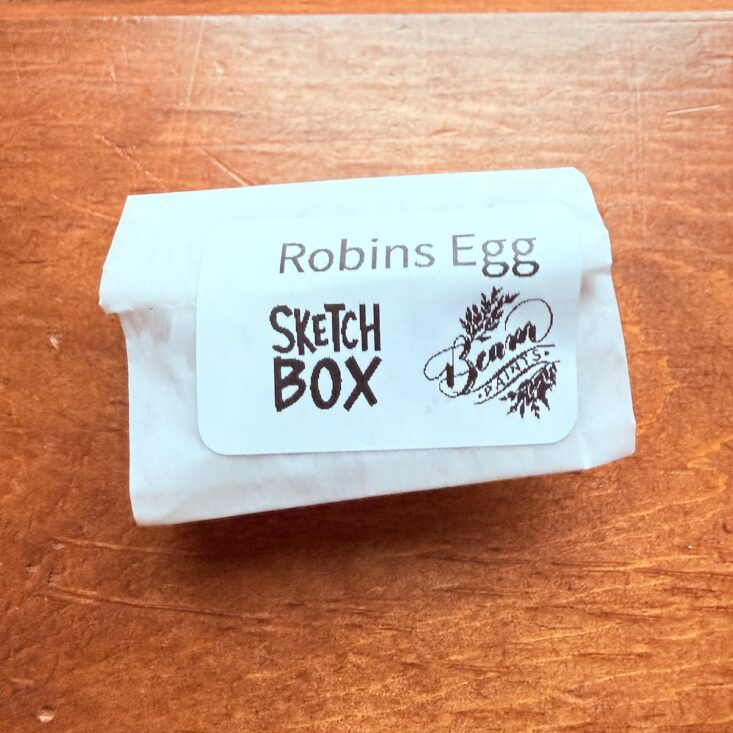 Robins Egg
SKETCH
BOX
Beam
PAINTS